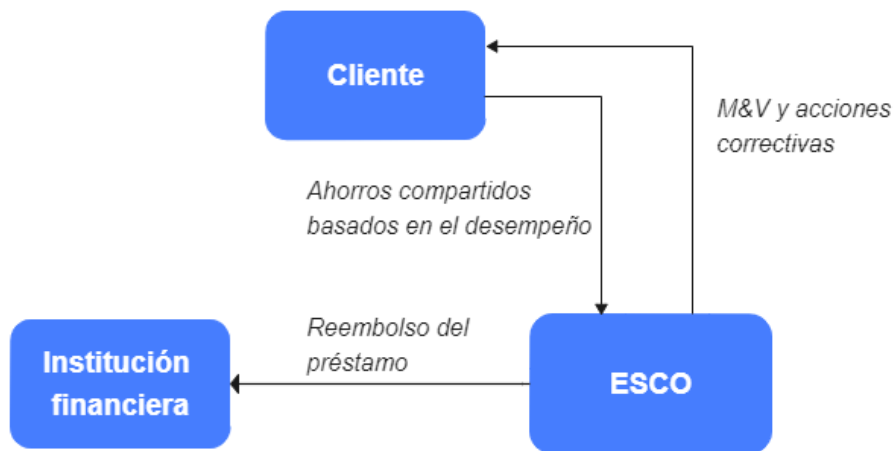 Cliente
M&V y acciones
correctivas
Ahorros compartidos
basados en el desempeño
Reembolso del
préstamo
Institución
financiera
ESCO